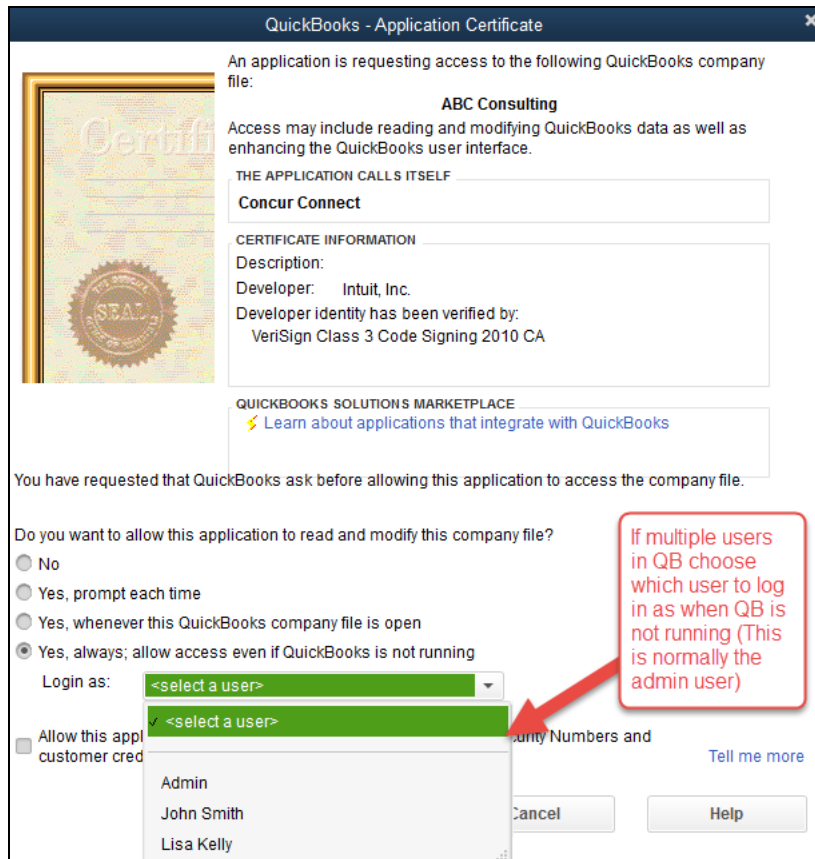 QuickBooks - Application Certificate
An application is requesting access to the following QuickBooks company
file:
ABC Consulting
Access may include reading and modifying QuickBooks data as well as
enhancing the QuickBooks user interface.
THE APPLICATION CALLS ITSELF
Concur Connect
CERTIFICATE INFORMATION
Description:
Developer: Intuit, Inc.
Developer identity has been verified by:
VeriSign Class 3 Code Signing 2010 CA
QUICKBOOKS SOLUTIONS MARKETPLACE
Learn about applications that integrate with QuickBooks
Certifi
SEAL
You have requested that QuickBooks ask before allowing this application to access the company file.
Do you want to allow this application to read and modify this company file?
No
Yes, prompt each time
Yes, whenever this QuickBooks company file is open
Yes, always; allow access even if QuickBooks is not running
Login as: <select a user>
<select a user>
Admin
John Smith
Lisa Kelly
Allow this appl
urity Numbers and
customer cred
Tell me more
Cancel
Help
If multiple users
in QB choose
which user to log
in as when QB is
not running (This
is normally the
admin user)